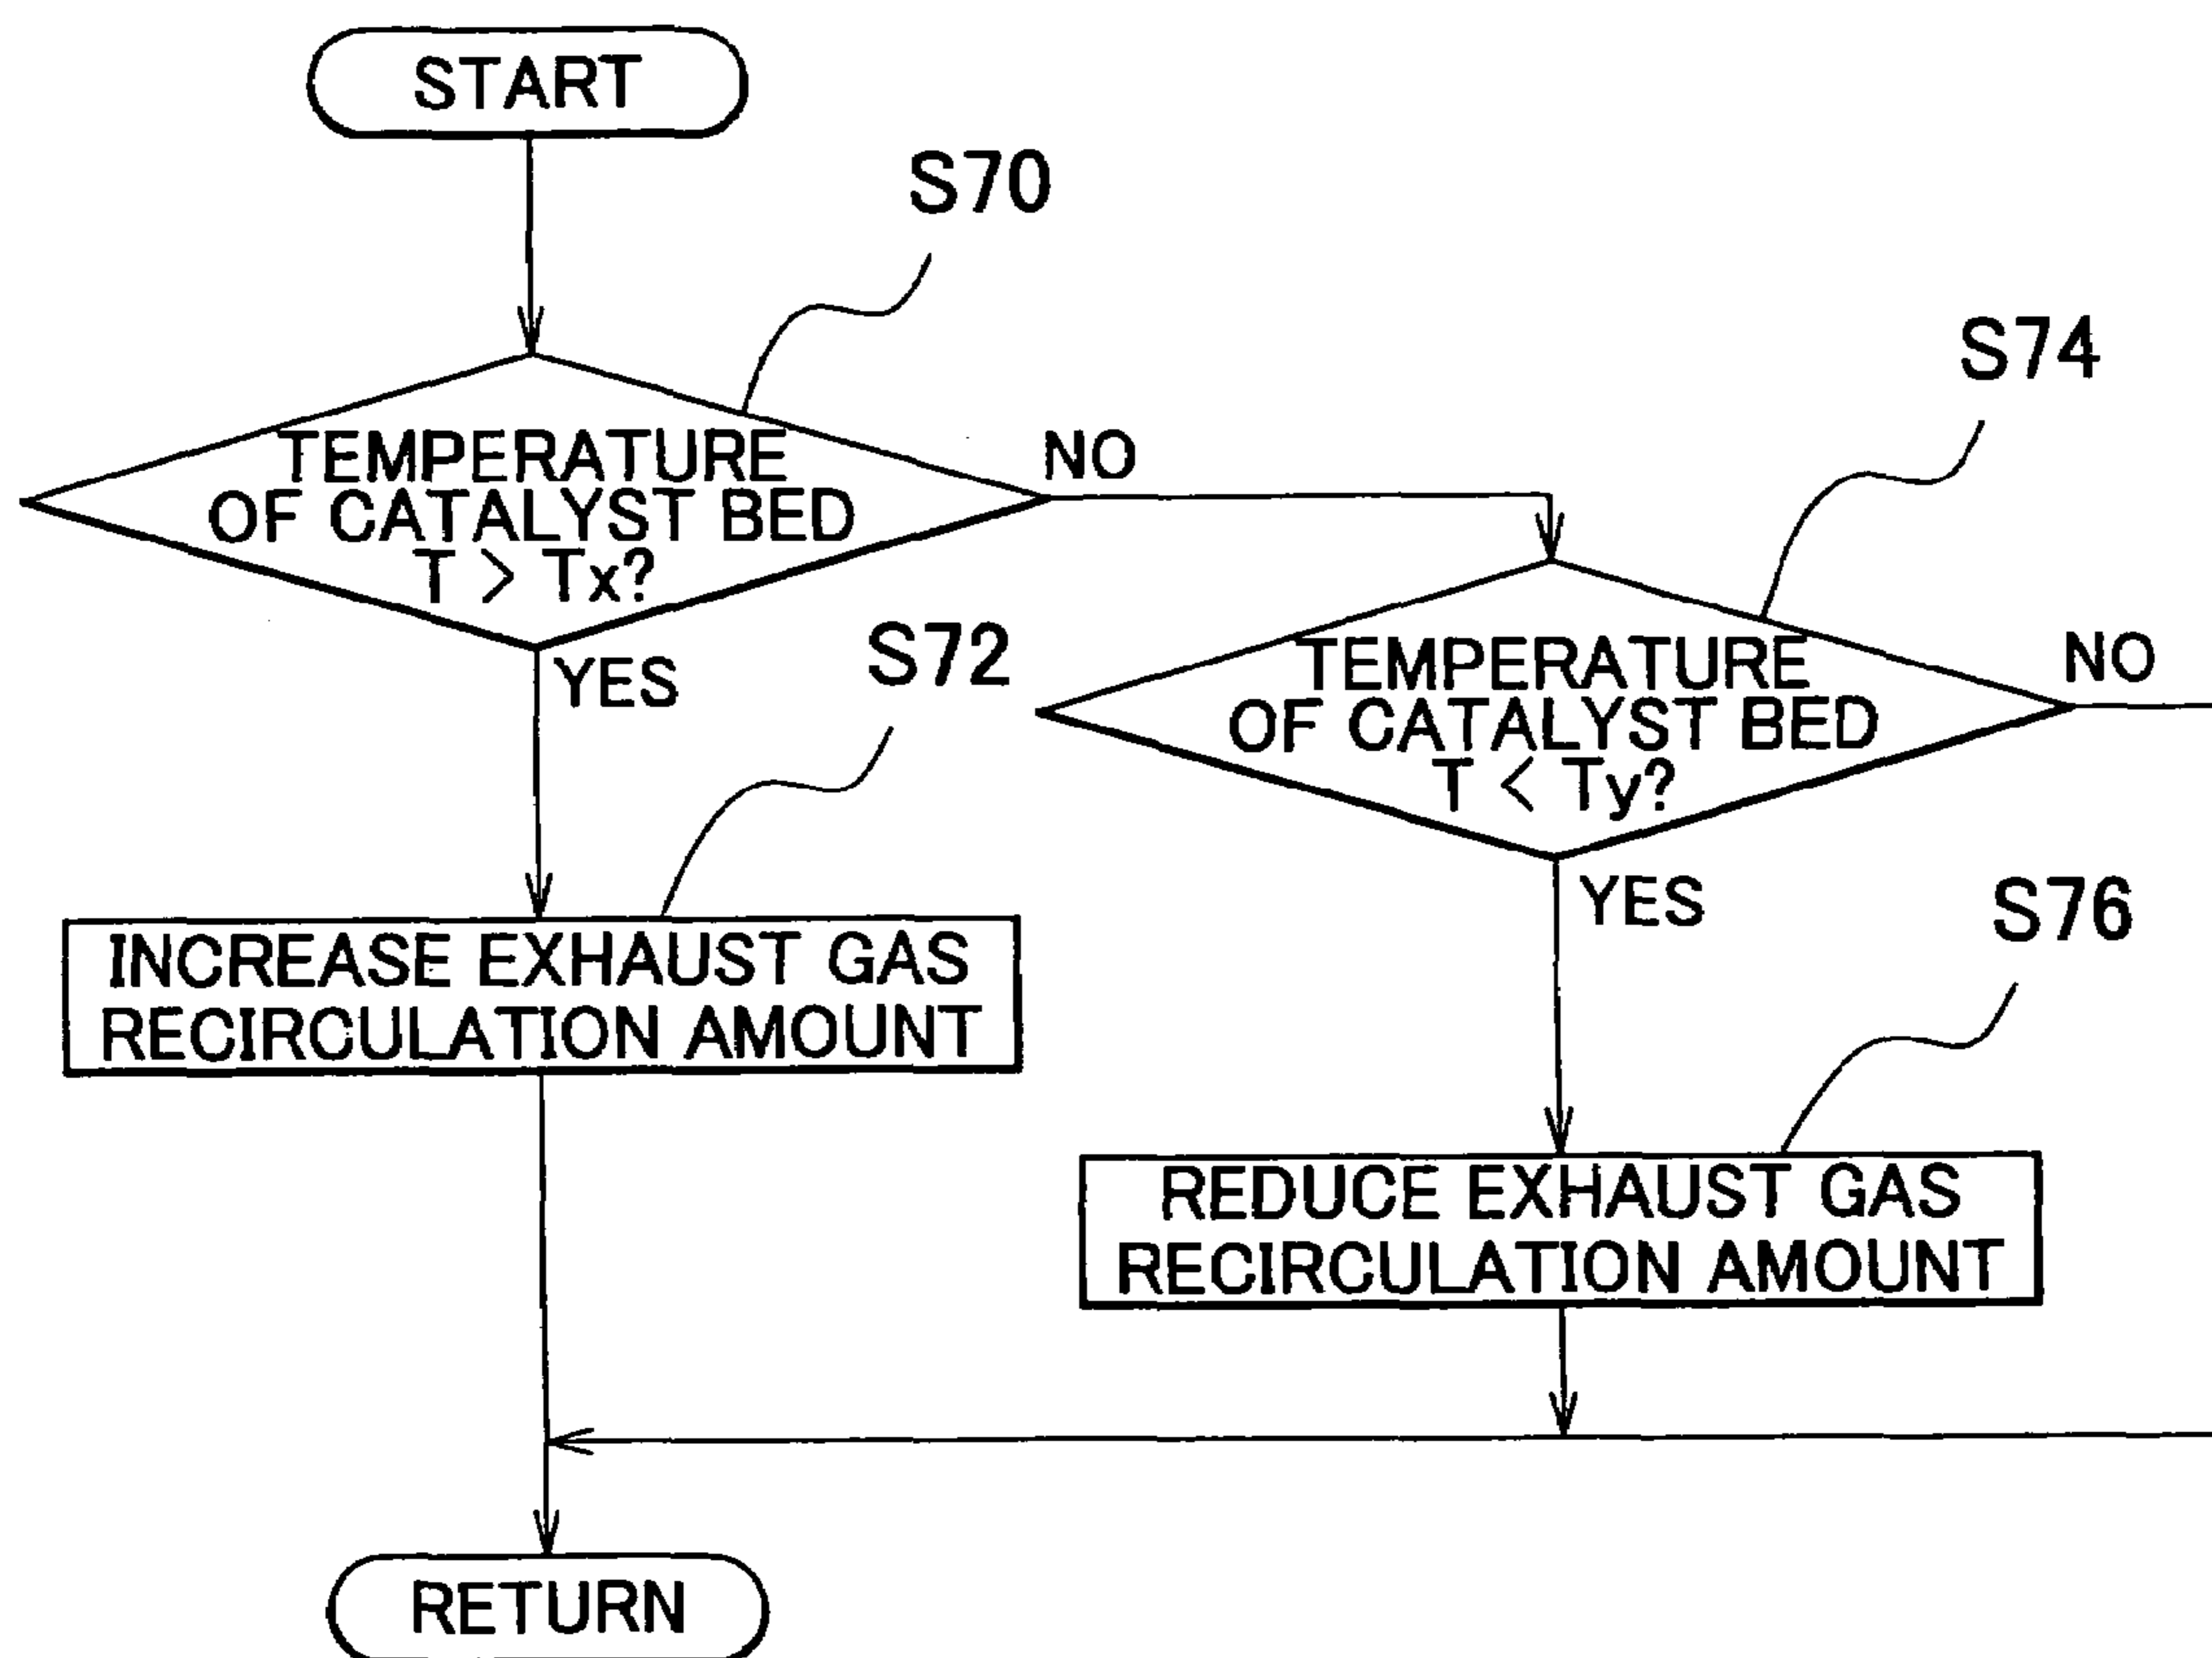 START
S70
TEMPERATURE
OF CATALYST BED
T > Tx?
NO
YES
S72
INCREASE EXHAUST GAS
RECIRCULATION AMOUNT
S74
TEMPERATURE
OF CATALYST BED
T < Ty?
NO
YES
S76
REDUCE EXHAUST GAS
RECIRCULATION AMOUNT
RETURN